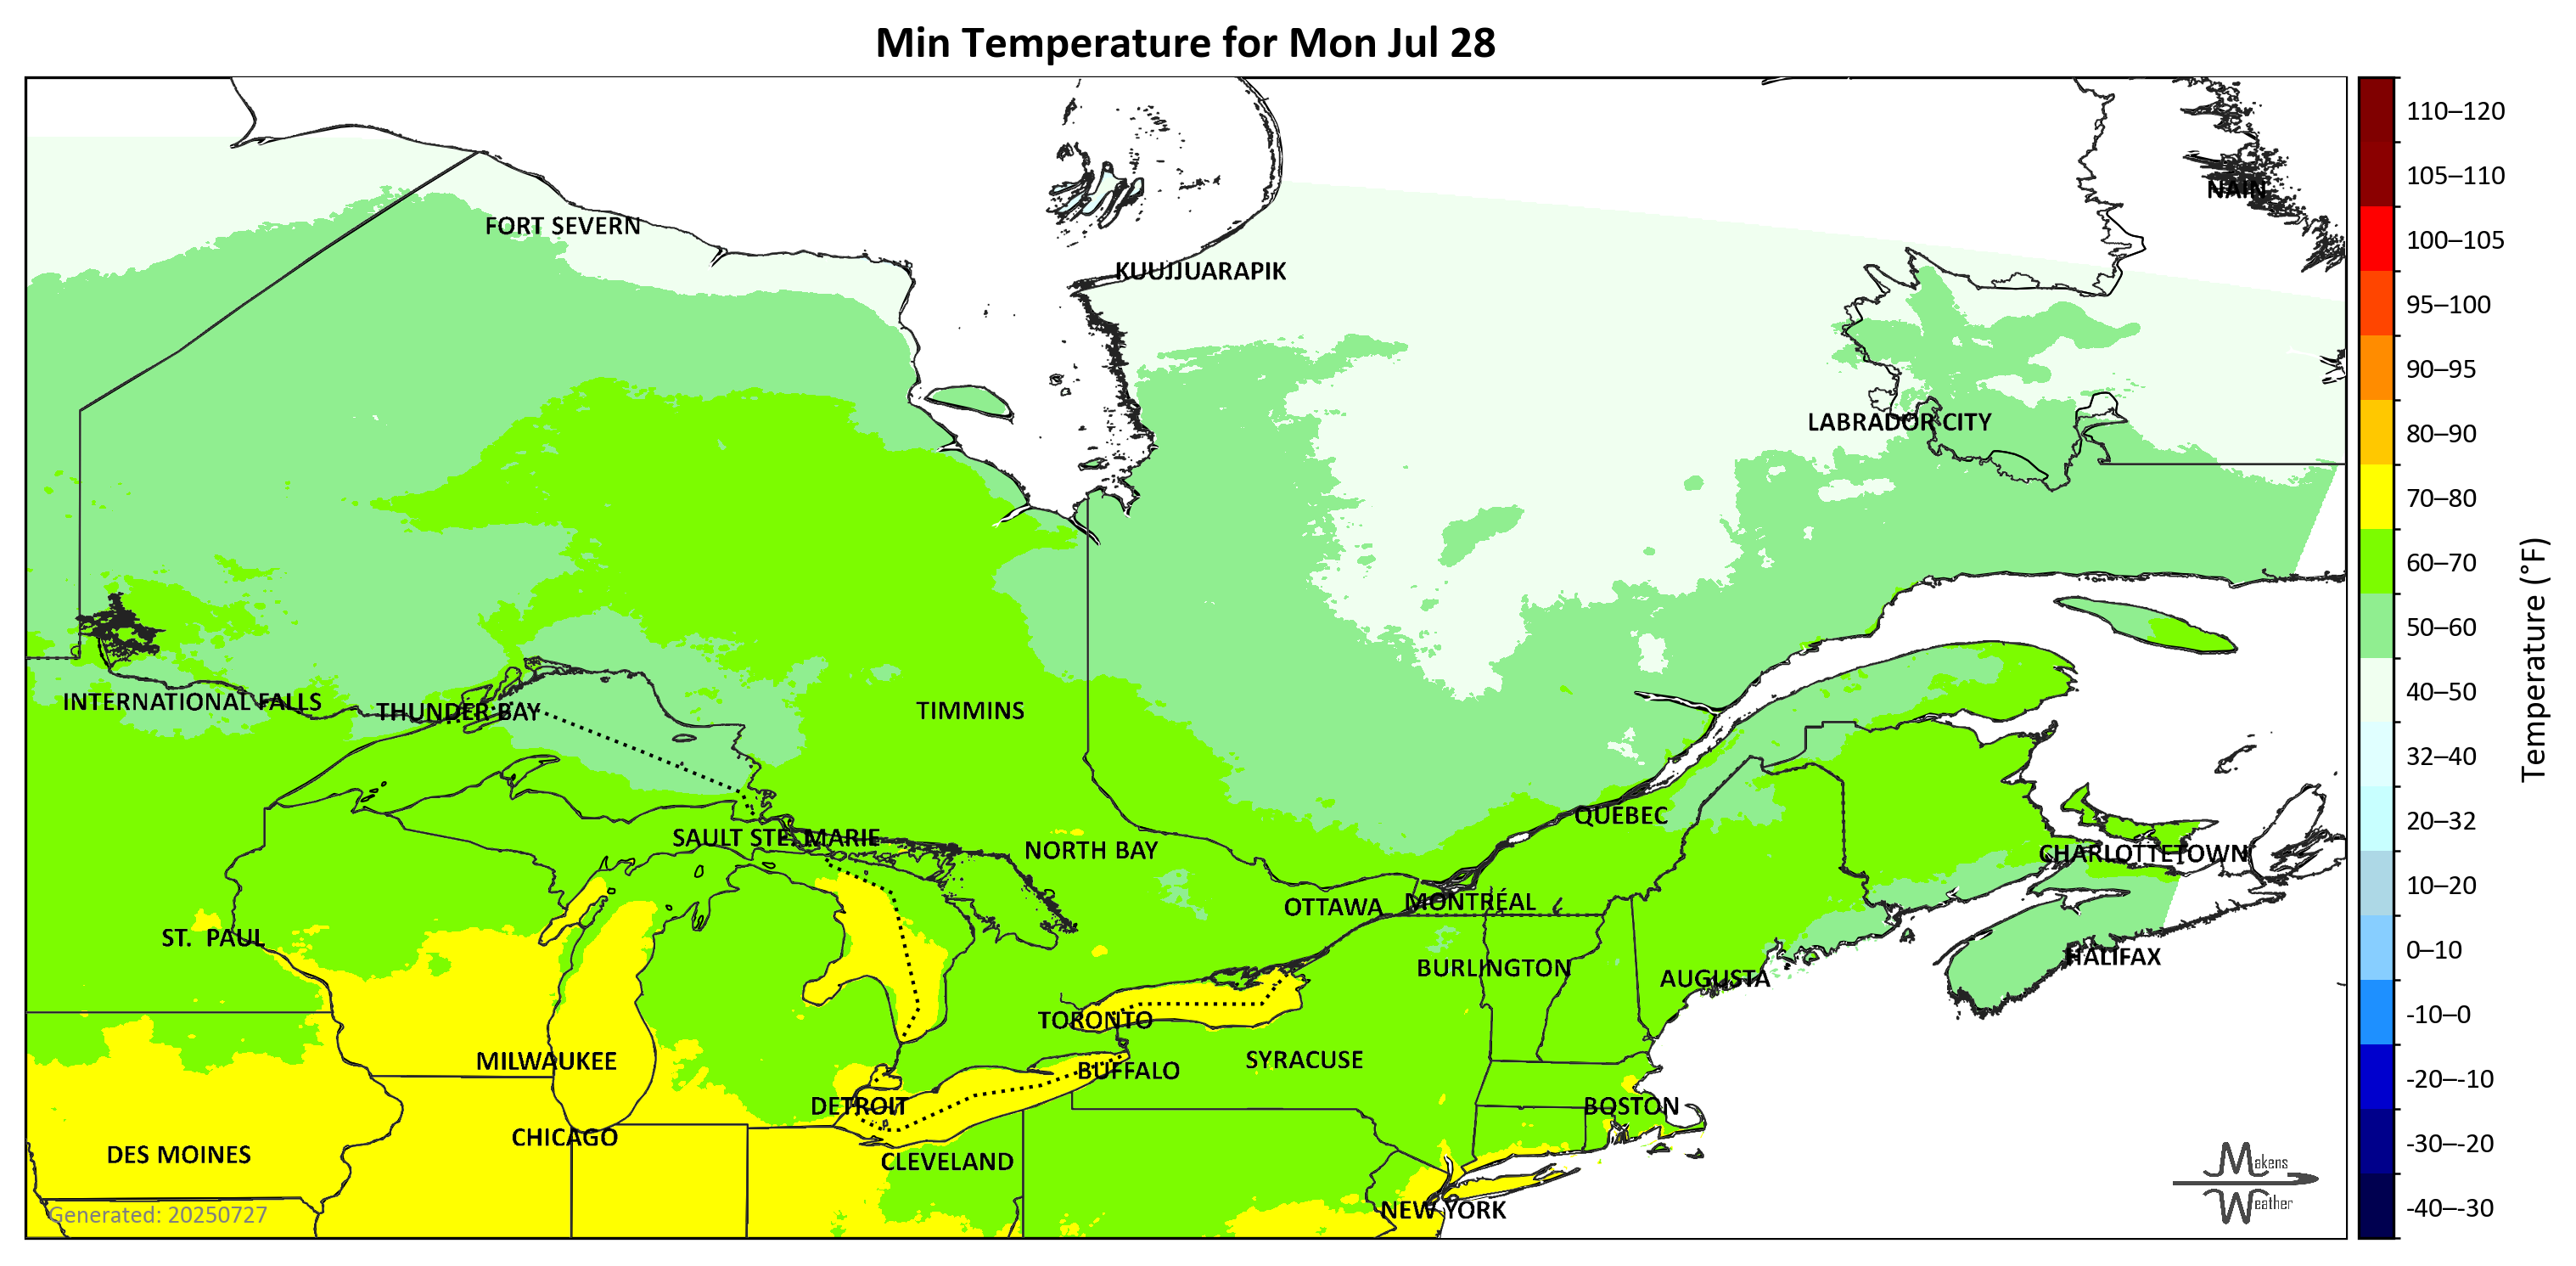 Min Temperature for Mon Jul 28
110–120
105–110
100–105
95–100
90–95
80–90
70–80
60–70
50–60
40–50
32–40
20–32
10–20
0–10
-10–0
-20–-10
-30–-20
-40–-30
Temperature (°F)
NAIN
FORT SEVERN
KUUJJUARAPIK
LABRADOR CITY
INTERNATIONAL FALLS
THUNDER BAY
TIMMINS
QUEBEC
SAULT STE. MARIE
NORTH BAY
CHARLOTTETOWN
OTTAWA
MONTRÉAL
ST. PAUL
HALIFAX
BURLINGTON
AUGUSTA
TORONTO
MILWAUKEE
BUFFALO
SYRACUSE
DETROIT
BOSTON
CHICAGO
DES MOINES
CLEVELAND
NEW YORK
Generated: 20250727
Makens
Weather